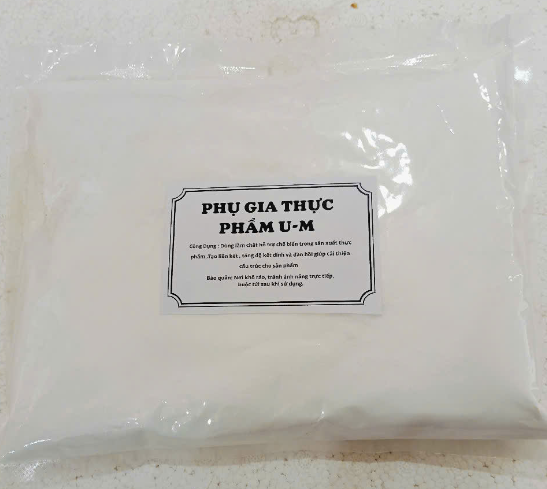 PHỤ GIA THỰC
PHẨM U-M
Công Dụng : Dùng làm chất hỗ trợ chế biến trong sản xuất thực
phẩm .Tạo liên kết , săng độ kết dính và đàn hồi giúp cải thiện
cấu trúc cho sản phẩm
Bảo quản: Nơi khô ráo, tránh ánh nắng trực tiếp,
buộc túi sau khi sử dụng.